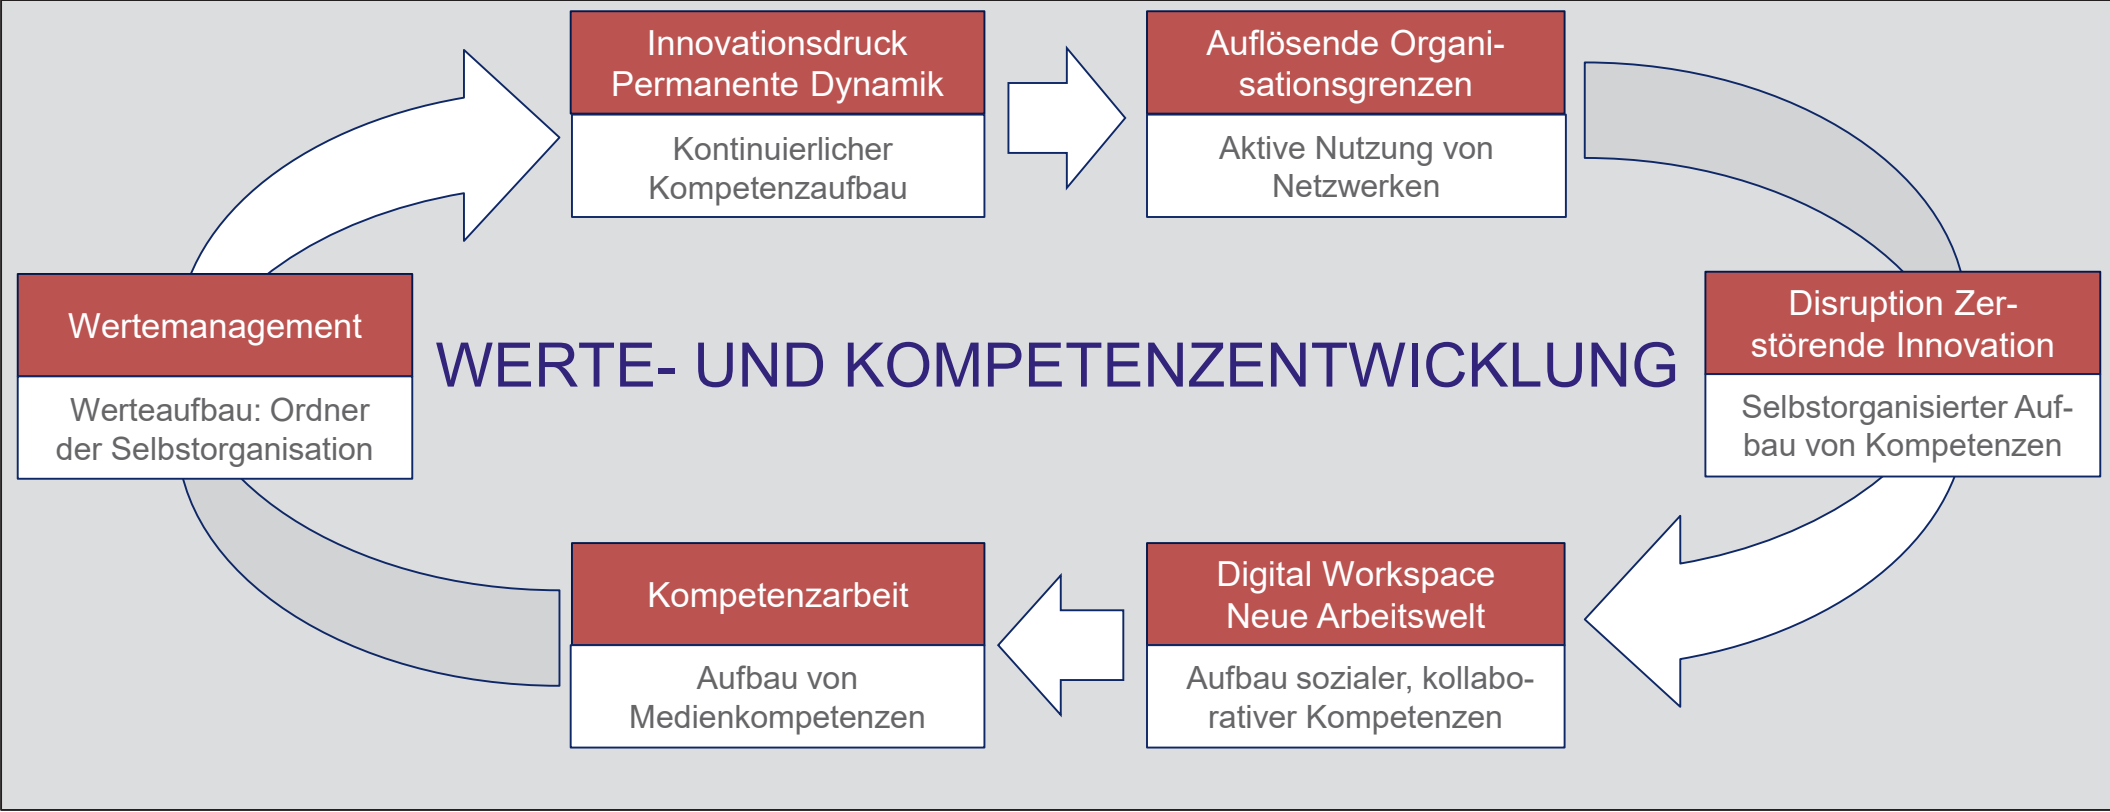 Innovationsdruck
Permanente Dynamik
Kontinuierlicher
Kompetenzaufbau
Auflösende Organi-
sationsgrenzen
Aktive Nutzung von
Netzwerken
Wertemanagement
Werteaufbau: Ordner
der Selbstorganisation
WERTE- UND KOMPETENZENTWICKLUNG
Disruption Zer-
störende Innovation
Selbstorganisierter Auf-
bau von Kompetenzen
Kompetenzarbeit
Aufbau von
Medienkompetenzen
Digital Workspace
Neue Arbeitswelt
Aufbau sozialer, kollabo-
rativer Kompetenzen